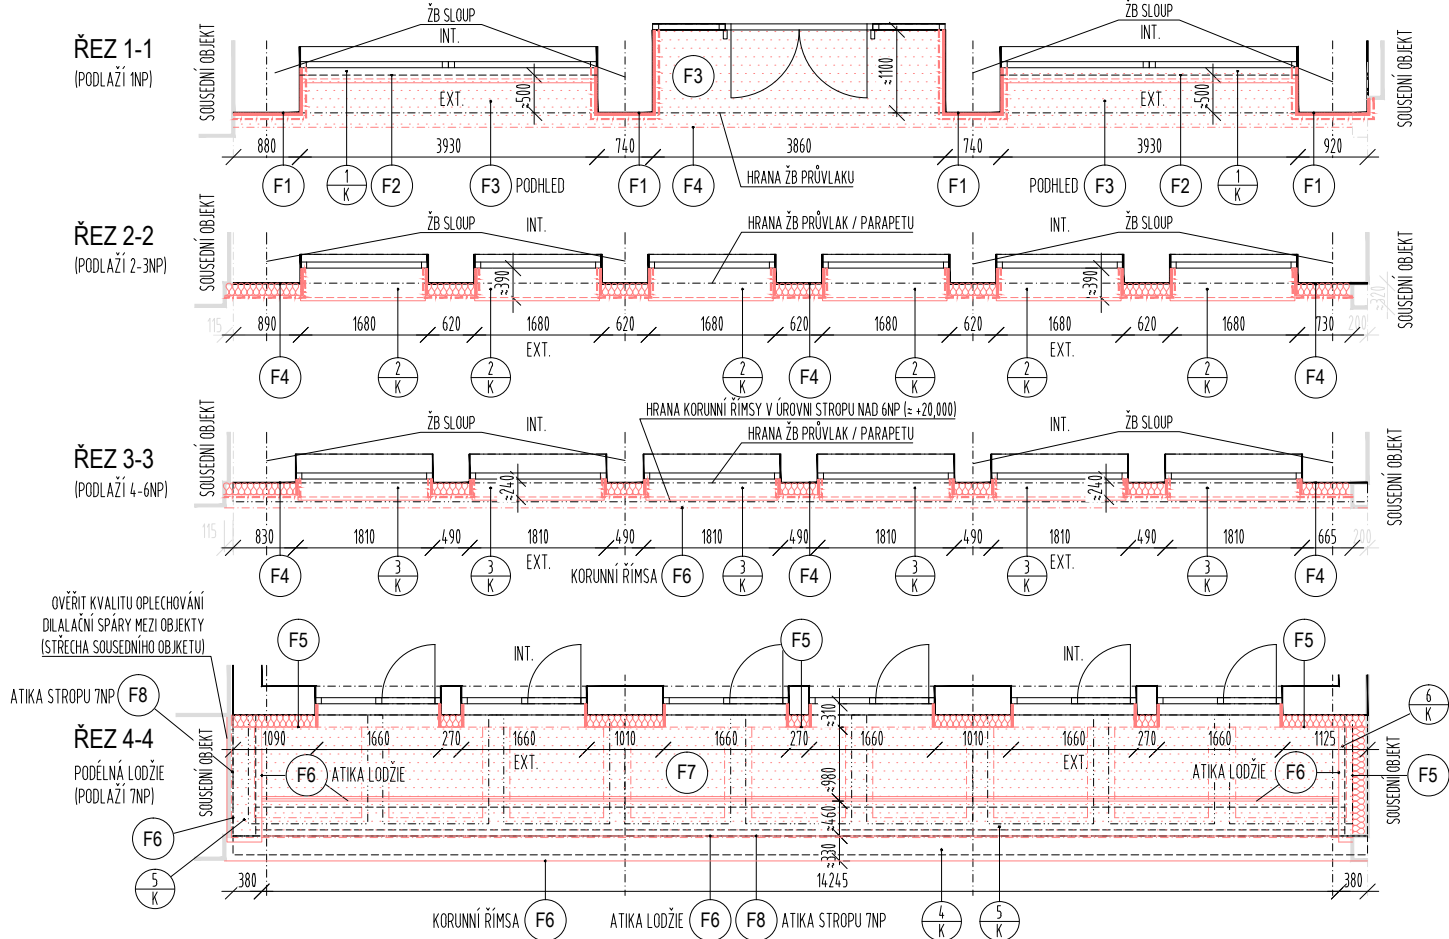 ŘEZ 1-1
(PODLAŽÍ 1NP)
SOUSEDNÍ OBJEKT
ŽB SLOUP
INT.
EXT.
≈500
F3
≈1100
ŽB SLOUP
INT.
EXT.
≈500
SOUSEDNÍ OBJEKT
880
3930
740
3860
740
3930
920
HRANA ŽB PRŮVLAKU
F1
1
K
F2
F3
PODHLED
F1
F4
F1
PODHLED
F3
F2
1
K
F1
ŘEZ 2-2
(PODLAŽÍ 2-3NP)
SOUSEDNÍ OBJEKT
ŽB SLOUP
INT.
HRANA ŽB PRŮVLAK / PARAPETU
INT.
ŽB SLOUP
SOUSEDNÍ OBJEKT
≈390
≈390
≈320
115
890
1680
620
1680
620
1680
620
1680
620
1680
620
1680
730
200
EXT.
EXT.
F4
2
K
2
K
2
K
F4
2
K
2
K
2
K
F4
HRANA KORUNNÍ ŘÍMSY V ÚROVNI STROPU NAD 6NP (≈ +20,000)
ŘEZ 3-3
(PODLAŽÍ 4-6NP)
SOUSEDNÍ OBJEKT
ŽB SLOUP
INT.
HRANA ŽB PRŮVLAK / PARAPETU
INT.
ŽB SLOUP
SOUSEDNÍ OBJEKT
≈240
≈240
115
830
1810
490
1810
490
1810
490
1810
490
1810
490
1810
665
200
EXT.
EXT.
F4
3
K
3
K
KORUNNÍ ŘÍMSA
F6
3
K
F4
3
K
3
K
3
K
F4
OVĚŘIT KVALITU OPLECHOVÁNÍ
DILALAČNÍ SPÁRY MEZI OBJEKTY
(STŘECHA SOUSEDNÍHO OBJKETU)
F5
INT.
F5
INT.
F5
ATIKA STROPU 7NP
F8
6
K
ŘEZ 4-4
PODÉLNÁ LODŽIE
(PODLAŽÍ 7NP)
SOUSEDNÍ OBJEKT
≈310
1090
1660
270
1660
1010
1660
270
1660
1010
1660
270
1660
1125
EXT.
EXT.
F6
ATIKA LODŽIE
F7
≈980
ATIKA LODŽIE
F6
SOUSEDNÍ OBJEKT
F5
≈460
F6
≈330
5
K
380
14245
380
KORUNNÍ ŘÍMSA
F6
ATIKA LODŽIE
F6
F8
ATIKA STROPU 7NP
4
K
5
K